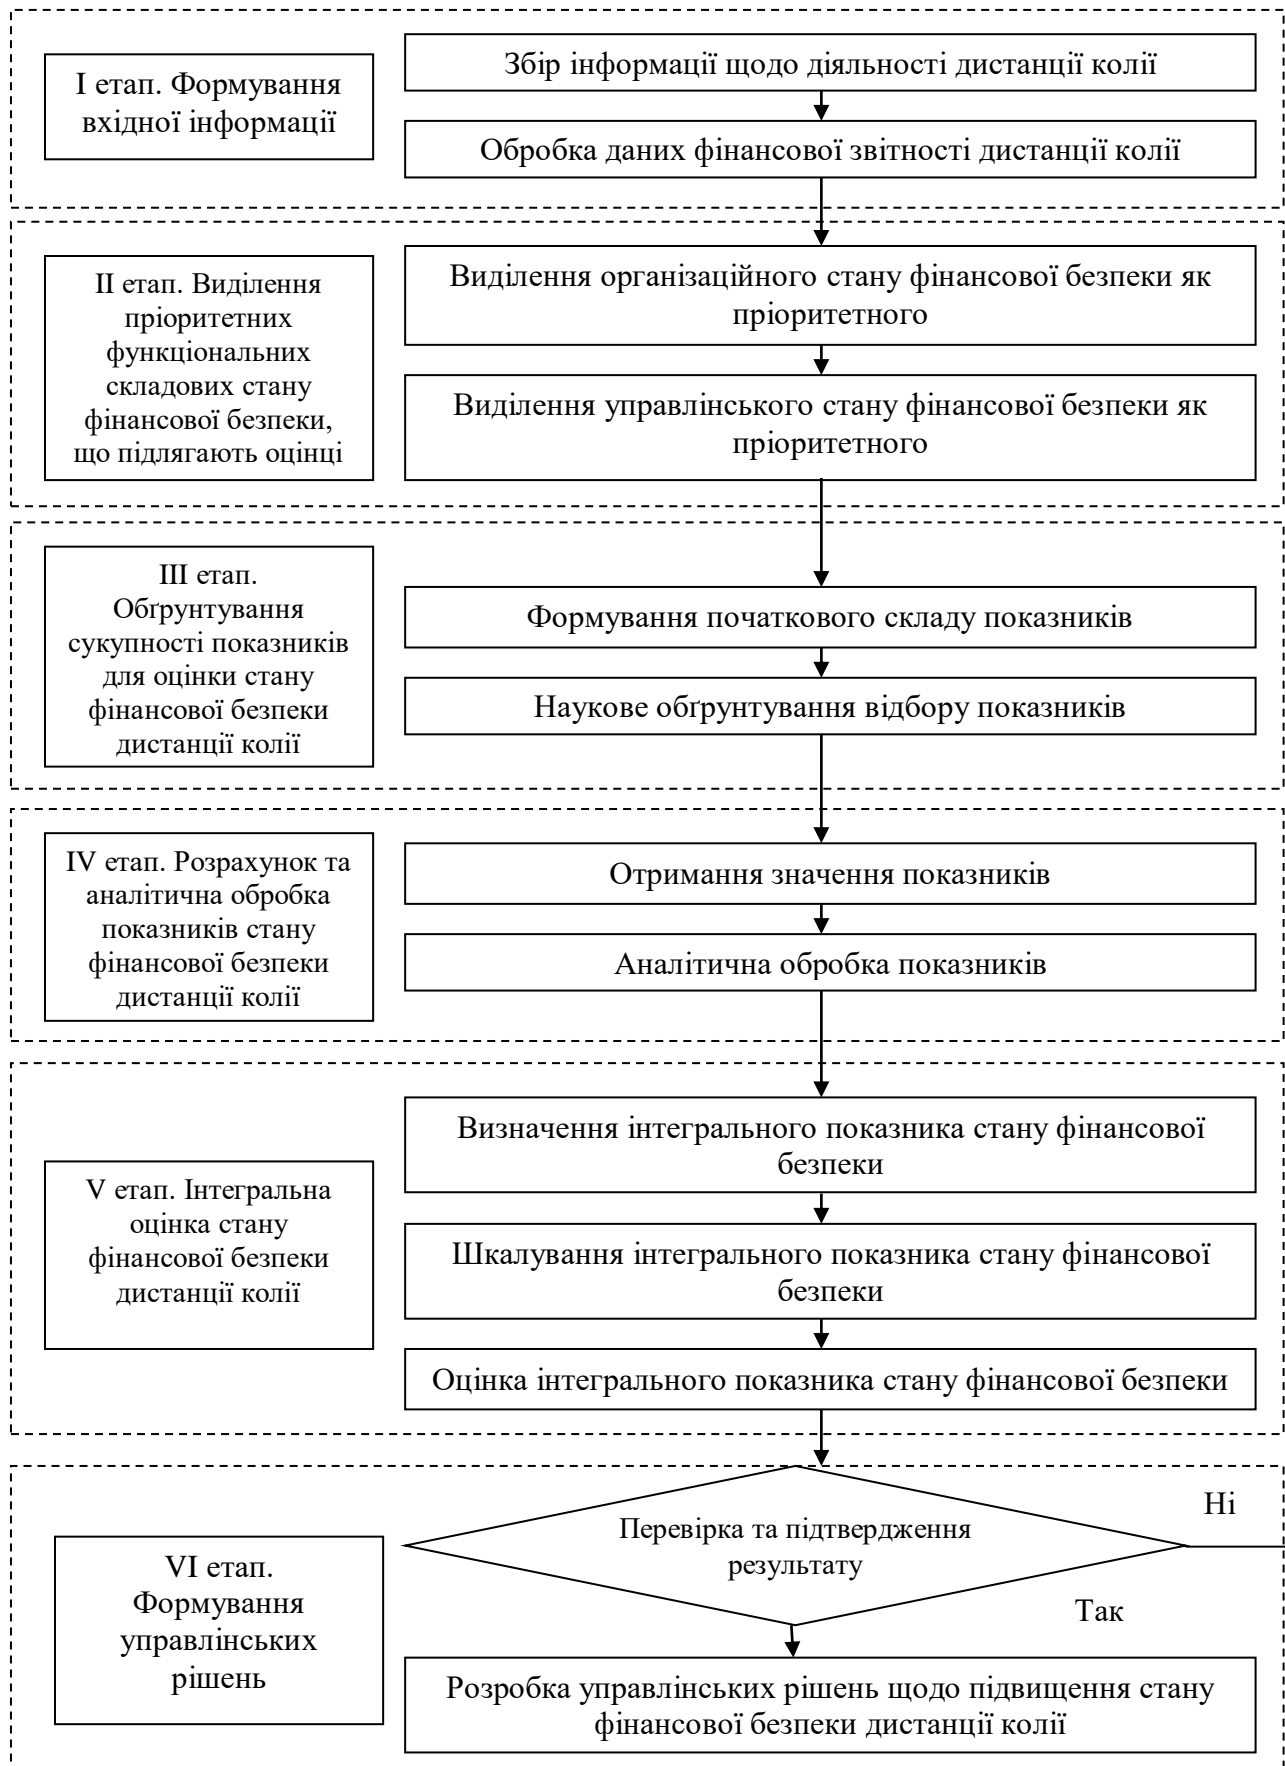 І етап. Формування
вхідної інформації
Збір інформації щодо діяльності дистанції колії
Обробка даних фінансової звітності дистанції колії
ІІ етап. Виділення
пріоритетних
функціональних
складових стану
фінансової безпеки,
що підлягають оцінці
Виділення організаційного стану фінансової безпеки як
пріоритетного
Виділення управлінського стану фінансової безпеки як
пріоритетного
ІІІ етап.
Обґрунтування
сукупності показників
для оцінки стану
фінансової безпеки
дистанції колії
Формування початкового складу показників
Наукове обґрунтування відбору показників
IV етап. Розрахунок та
аналітична обробка
показників стану
фінансової безпеки
дистанції колії
Отримання значення показників
Аналітична обробка показників
V етап. Інтегральна
оцінка стану
фінансової безпеки
дистанції колії
Визначення інтегрального показника стану фінансової
безпеки
Шкалування інтегрального показника стану фінансової
безпеки
Оцінка інтегрального показника стану фінансової безпеки
VI етап.
Формування
управлінських
рішень
Перевірка та підтвердження
результату
Ні
Так
Розробка управлінських рішень щодо підвищення стану
фінансової безпеки дистанції колії